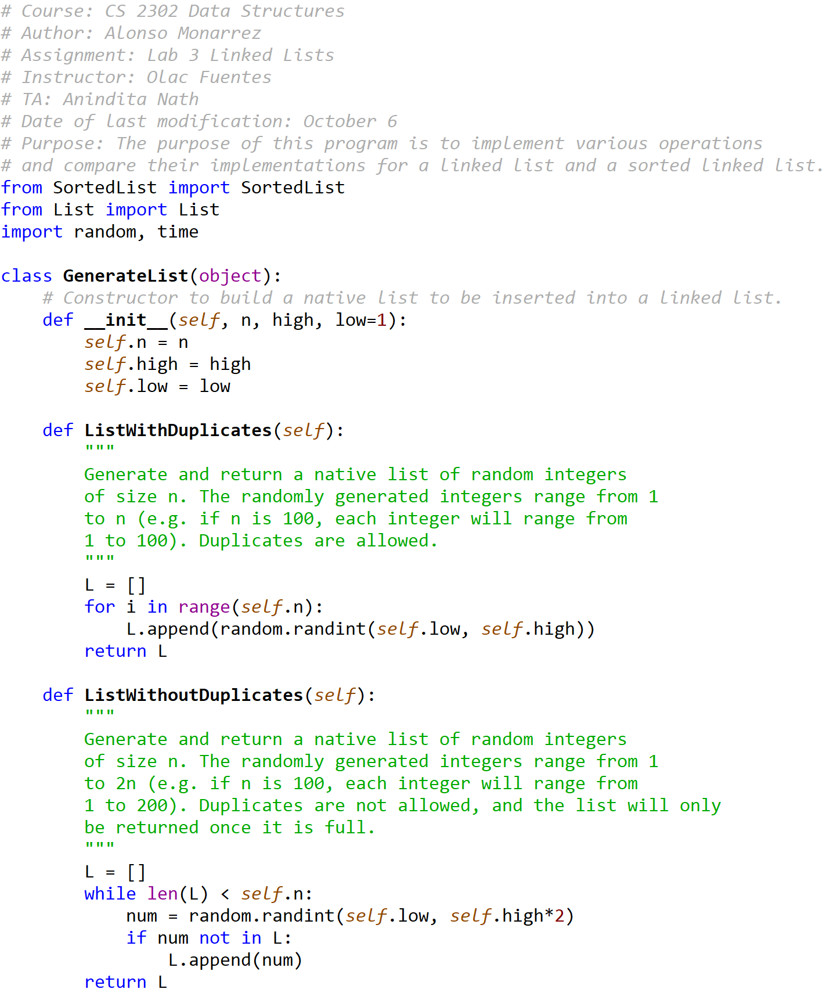 # Course: CS 2302 Data Structures
# Author: Alonso Monarrez
# Assignment: Lab 3 Linked Lists
# Instructor: Olac Fuentes
# TA: Anindita Nath
# Date of last modification: October 6
# Purpose: The purpose of this program is to implement various operations
# and compare their implementations for a linked list and a sorted linked list.
from SortedList import SortedList
from List import List
import random, time

class GenerateList(object):
    # Constructor to build a native list to be inserted into a linked list.
    def __init__(self, n, high, low=1):
        self.n = n
        self.high = high
        self.low = low

    def ListWithDuplicates(self):
        """
        Generate and return a native list of random integers
        of size n. The randomly generated integers range from 1
        to n (e.g. if n is 100, each integer will range from
        1 to 100). Duplicates are allowed.
        """
        L = []
        for i in range(self.n):
            L.append(random.randint(self.low, self.high))
        return L

    def ListWithoutDuplicates(self):
        """
        Generate and return a native list of random integers
        of size n. The randomly generated integers range from 1
        to 2n (e.g. if n is 100, each integer will range from
        1 to 200). Duplicates are not allowed, and the list will only
        be returned once it is full.
        """
        L = []
        while len(L) < self.n:
            num = random.randint(self.low, self.high*2)
            if num not in L:
                L.append(num)
        return L